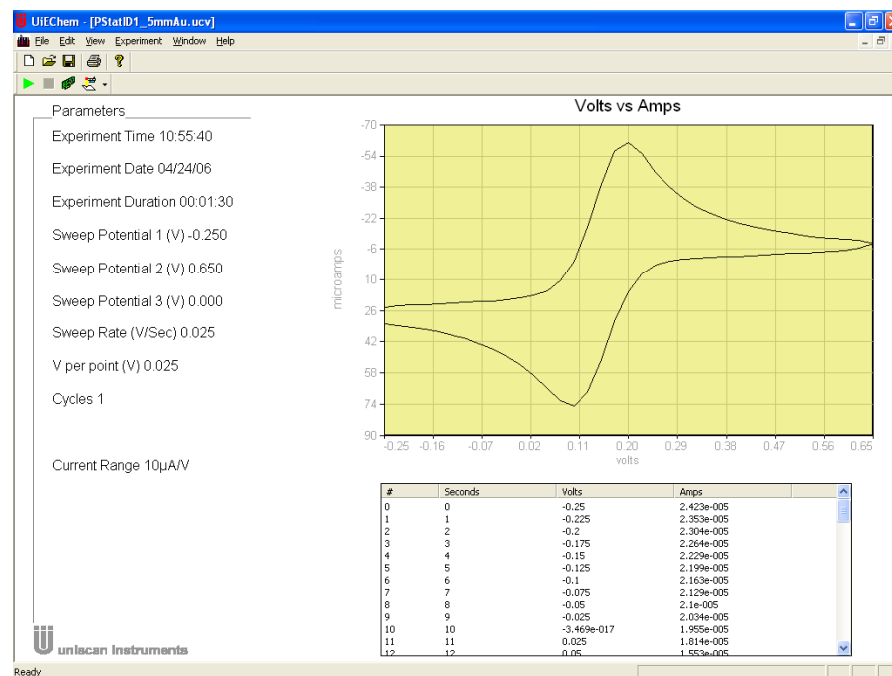 UiEChem - [PStatID1_5mmAu.ucv]
File Edit View Experiment Window Help
Parameters
Experiment Time 10:55:40
Experiment Date 04/24/06
Experiment Duration 00:01:30
Sweep Potential 1 (V) -0.250
Sweep Potential 2 (V) 0.650
Sweep Potential 3 (V) 0.000
Sweep Rate (V/Sec) 0.025
V per point (V) 0.025
Cycles 1
Current Range 10µA/V
Volts vs Amps
-70
-54
-38
-22
-6
10
26
42
58
74
90
microamps
-0.25 -0.16 -0.07 0.02 0.11 0.20 0.29 0.38 0.47 0.56 0.65
volts
# Seconds Volts Amps
0 0 -0.25 2.423e-005
1 1 -0.225 2.353e-005
2 2 -0.2 2.304e-005
3 3 -0.175 2.264e-005
4 4 -0.15 2.229e-005
5 5 -0.125 2.199e-005
6 6 -0.1 2.163e-005
7 7 -0.075 2.129e-005
8 8 -0.05 2.1e-005
9 9 -0.025 2.034e-005
10 10 -3.469e-017 1.955e-005
11 11 0.025 1.814e-005
12 12 0.05 1.553e-005
uniscan instruments
Ready